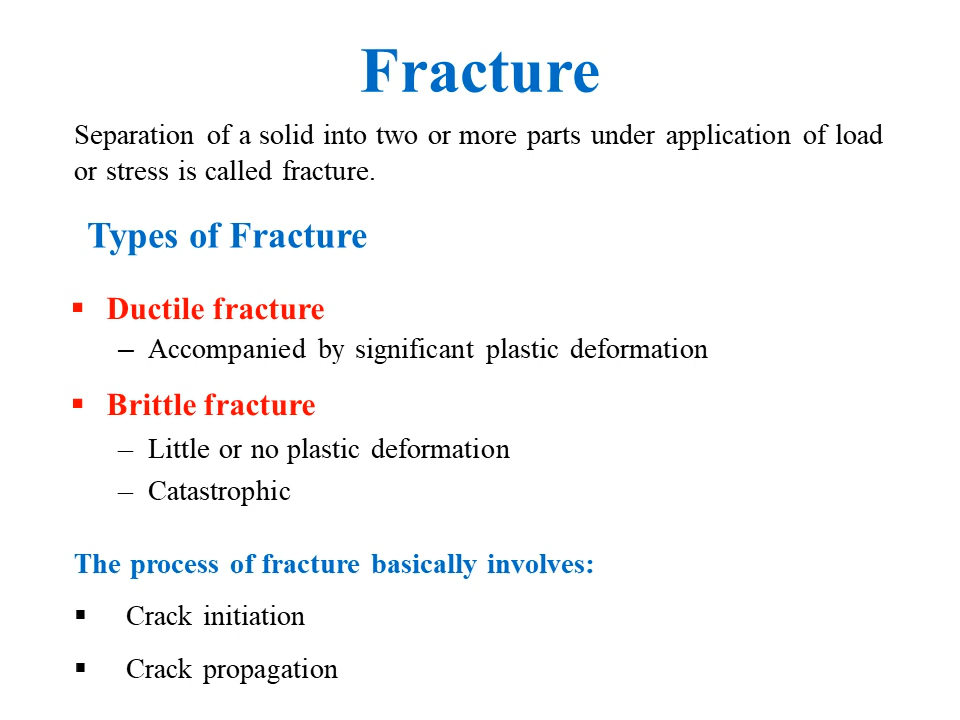 Fracture
Separation of a solid into two or more parts under application of load
or stress is called fracture.
Types of Fracture
▪ Ductile fracture
– Accompanied by significant plastic deformation
▪ Brittle fracture
– Little or no plastic deformation
– Catastrophic
The process of fracture basically involves:
▪ Crack initiation
▪ Crack propagation